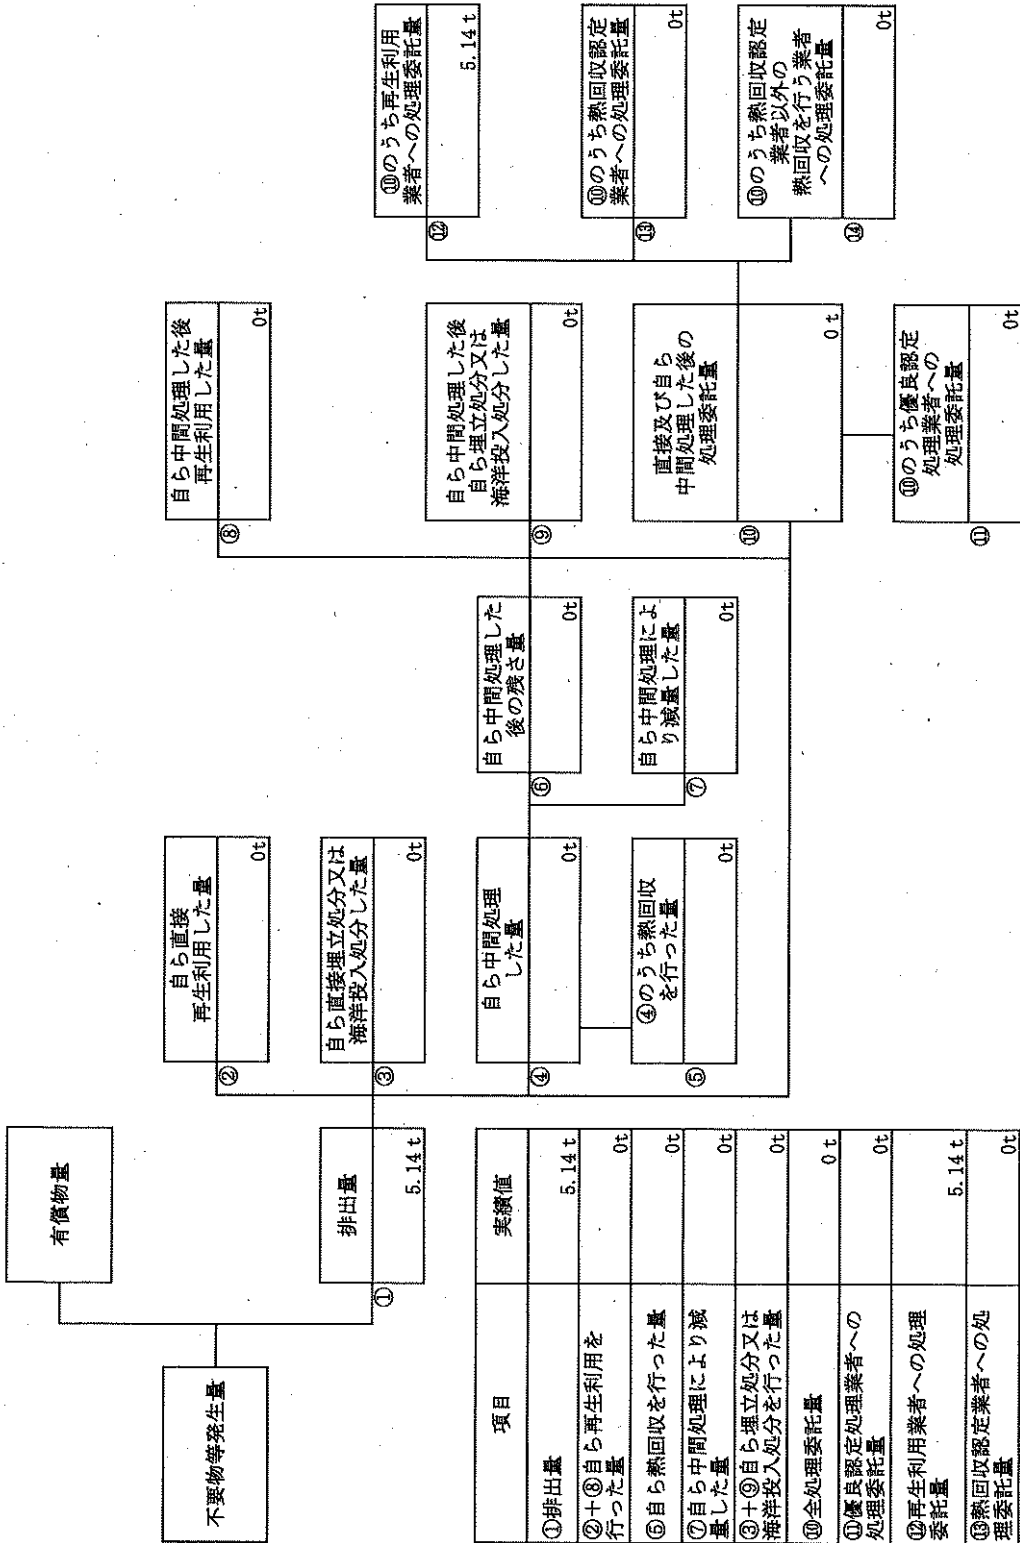 不要物等発生量
有償物量
排出量
①
5.14 t
自ら直接
再生利用した量
②
0t
自ら直接埋立処分又は
海洋投入処分した量
③
0t
自ら中間処理
した量
④
0t
④のうち熱回収
を行った量
⑤
0t
自ら中間処理した
後の残さ量
⑥
0t
自ら中間処理によ
り減量した量
⑦
0t
自ら中間処理した後
再生利用した量
⑧
0t
自ら中間処理した後
自ら埋立処分又は
海洋投入処分した量
⑨
0t
直接及び自ら
中間処理した後の
処理委託量
⑩
0 t
⑩のうち優良認定
処理業者への
処理委託量
⑪
0t
⑩のうち再生利用
業者への処理委託量
⑫
5.14 t
⑩のうち熱回収認定
業者への処理委託量
⑬
0t
⑩のうち熱回収認定
業者以外の
熱回収を行う業者
への処理委託量
⑭
0t
項目 実績値
①排出量 5.14 t
②+⑧自ら再生利用を
行った量 0t
⑤自ら熱回収を行った量 0t
⑦自ら中間処理により減
量した量 0t
③+⑨自ら埋立処分又は
海洋投入処分を行った量 0t
⑩全処理委託量 0 t
⑪優良認定処理業者への
処理委託量 0t
⑫再生利用業者への処理
委託量 5.14 t
⑬熱回収認定業者への処
理委託量 0t